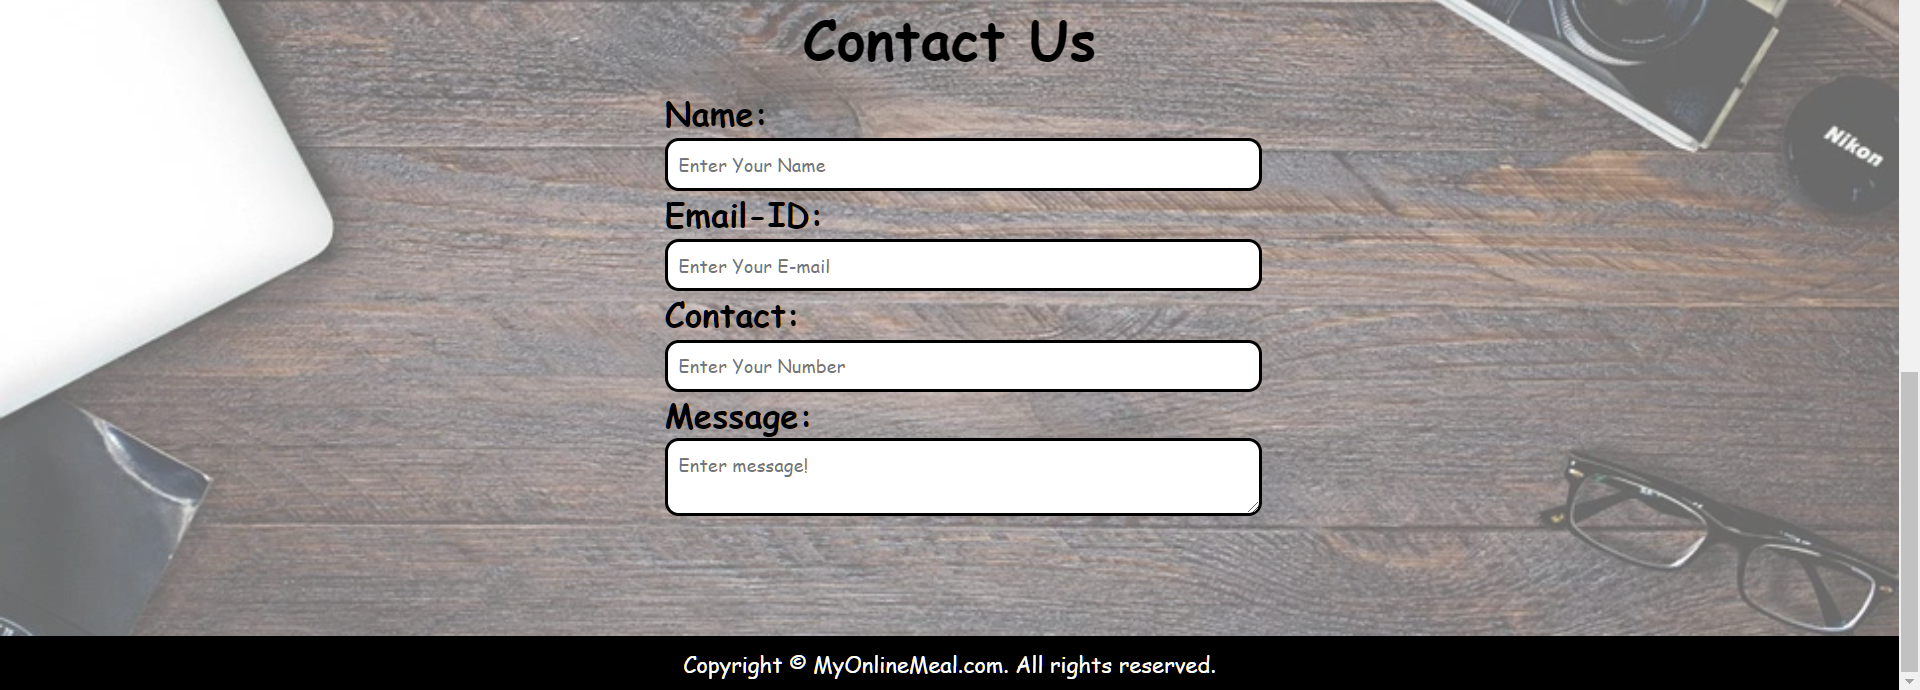 Contact Us
Name:
Enter Your Name
Email-ID:
Enter Your E-mail
Contact:
Enter Your Number
Message:
Enter message!
Nikon
Copyright © MyOnlineMeal.com. All rights reserved.